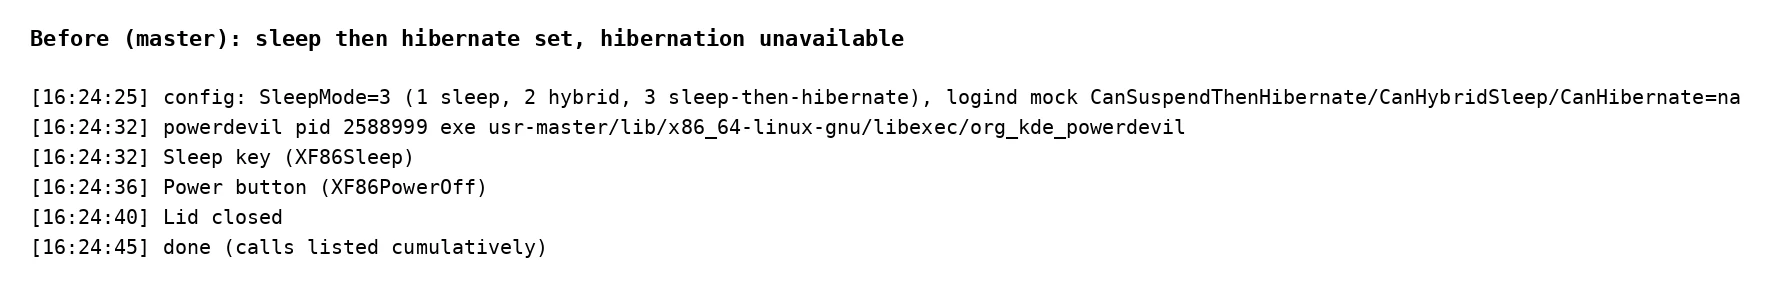 Before (master): sleep then hibernate set, hibernation unavailable
[16:24:25] config: SleepMode=3 (1 sleep, 2 hybrid, 3 sleep-then-hibernate), logind mock CanSuspendThenHibernate/CanHybridSleep/CanHibernate=na
[16:24:32] powerdevil pid 2588999 exe usr-master/lib/x86_64-linux-gnu/libexec/org_kde_powerdevil
[16:24:32] Sleep key (XF86Sleep)
[16:24:36] Power button (XF86PowerOff)
[16:24:40] Lid closed
[16:24:45] done (calls listed cumulatively)